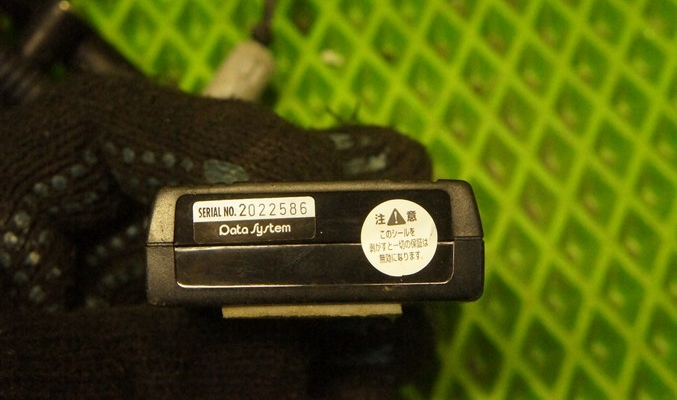 SERIAL NO. 2022586
Data System
注 意
このシールを
剥がすと一切の保証は
無効になります。